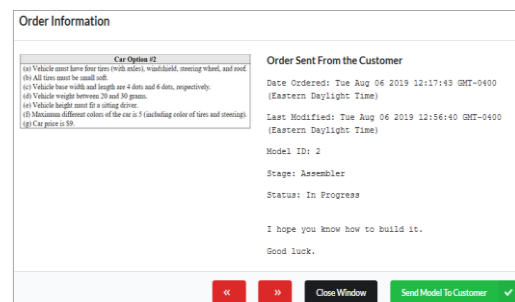 Order Information
Car Option #2
(a) Vehicle must have four tires (with axles), windshield, steering wheel, and roof.
(b) All tires must be small soft.
(c) Vehicle base width and length are 4 dots and 6 dots, respectively.
(d) Vehicle weight between 20 and 30 grams.
(e) Vehicle height must fit a sitting driver.
(f) Maximum different colors of the car is 5 (including color of tires and steering).
(g) Car price is $9.
Order Sent From the Customer
Date Ordered: Tue Aug 06 2019 12:17:43 GMT-0400
(Eastern Daylight Time)
Last Modified: Tue Aug 06 2019 12:56:40 GMT-0400
(Eastern Daylight Time)
Model ID: 2
Stage: Assembler
Status: In Progress
I hope you know how to build it.
Good luck.
« » Close Window Send Model To Customer ✓